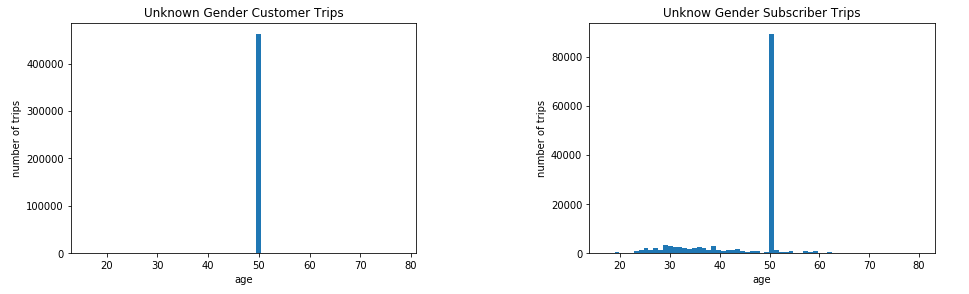 Unknown Gender Customer Trips
number of trips
400000
300000
200000
100000
0
20 30 40 50 60 70 80
age
Unknow Gender Subscriber Trips
number of trips
80000
60000
40000
20000
0
20 30 40 50 60 70 80
age